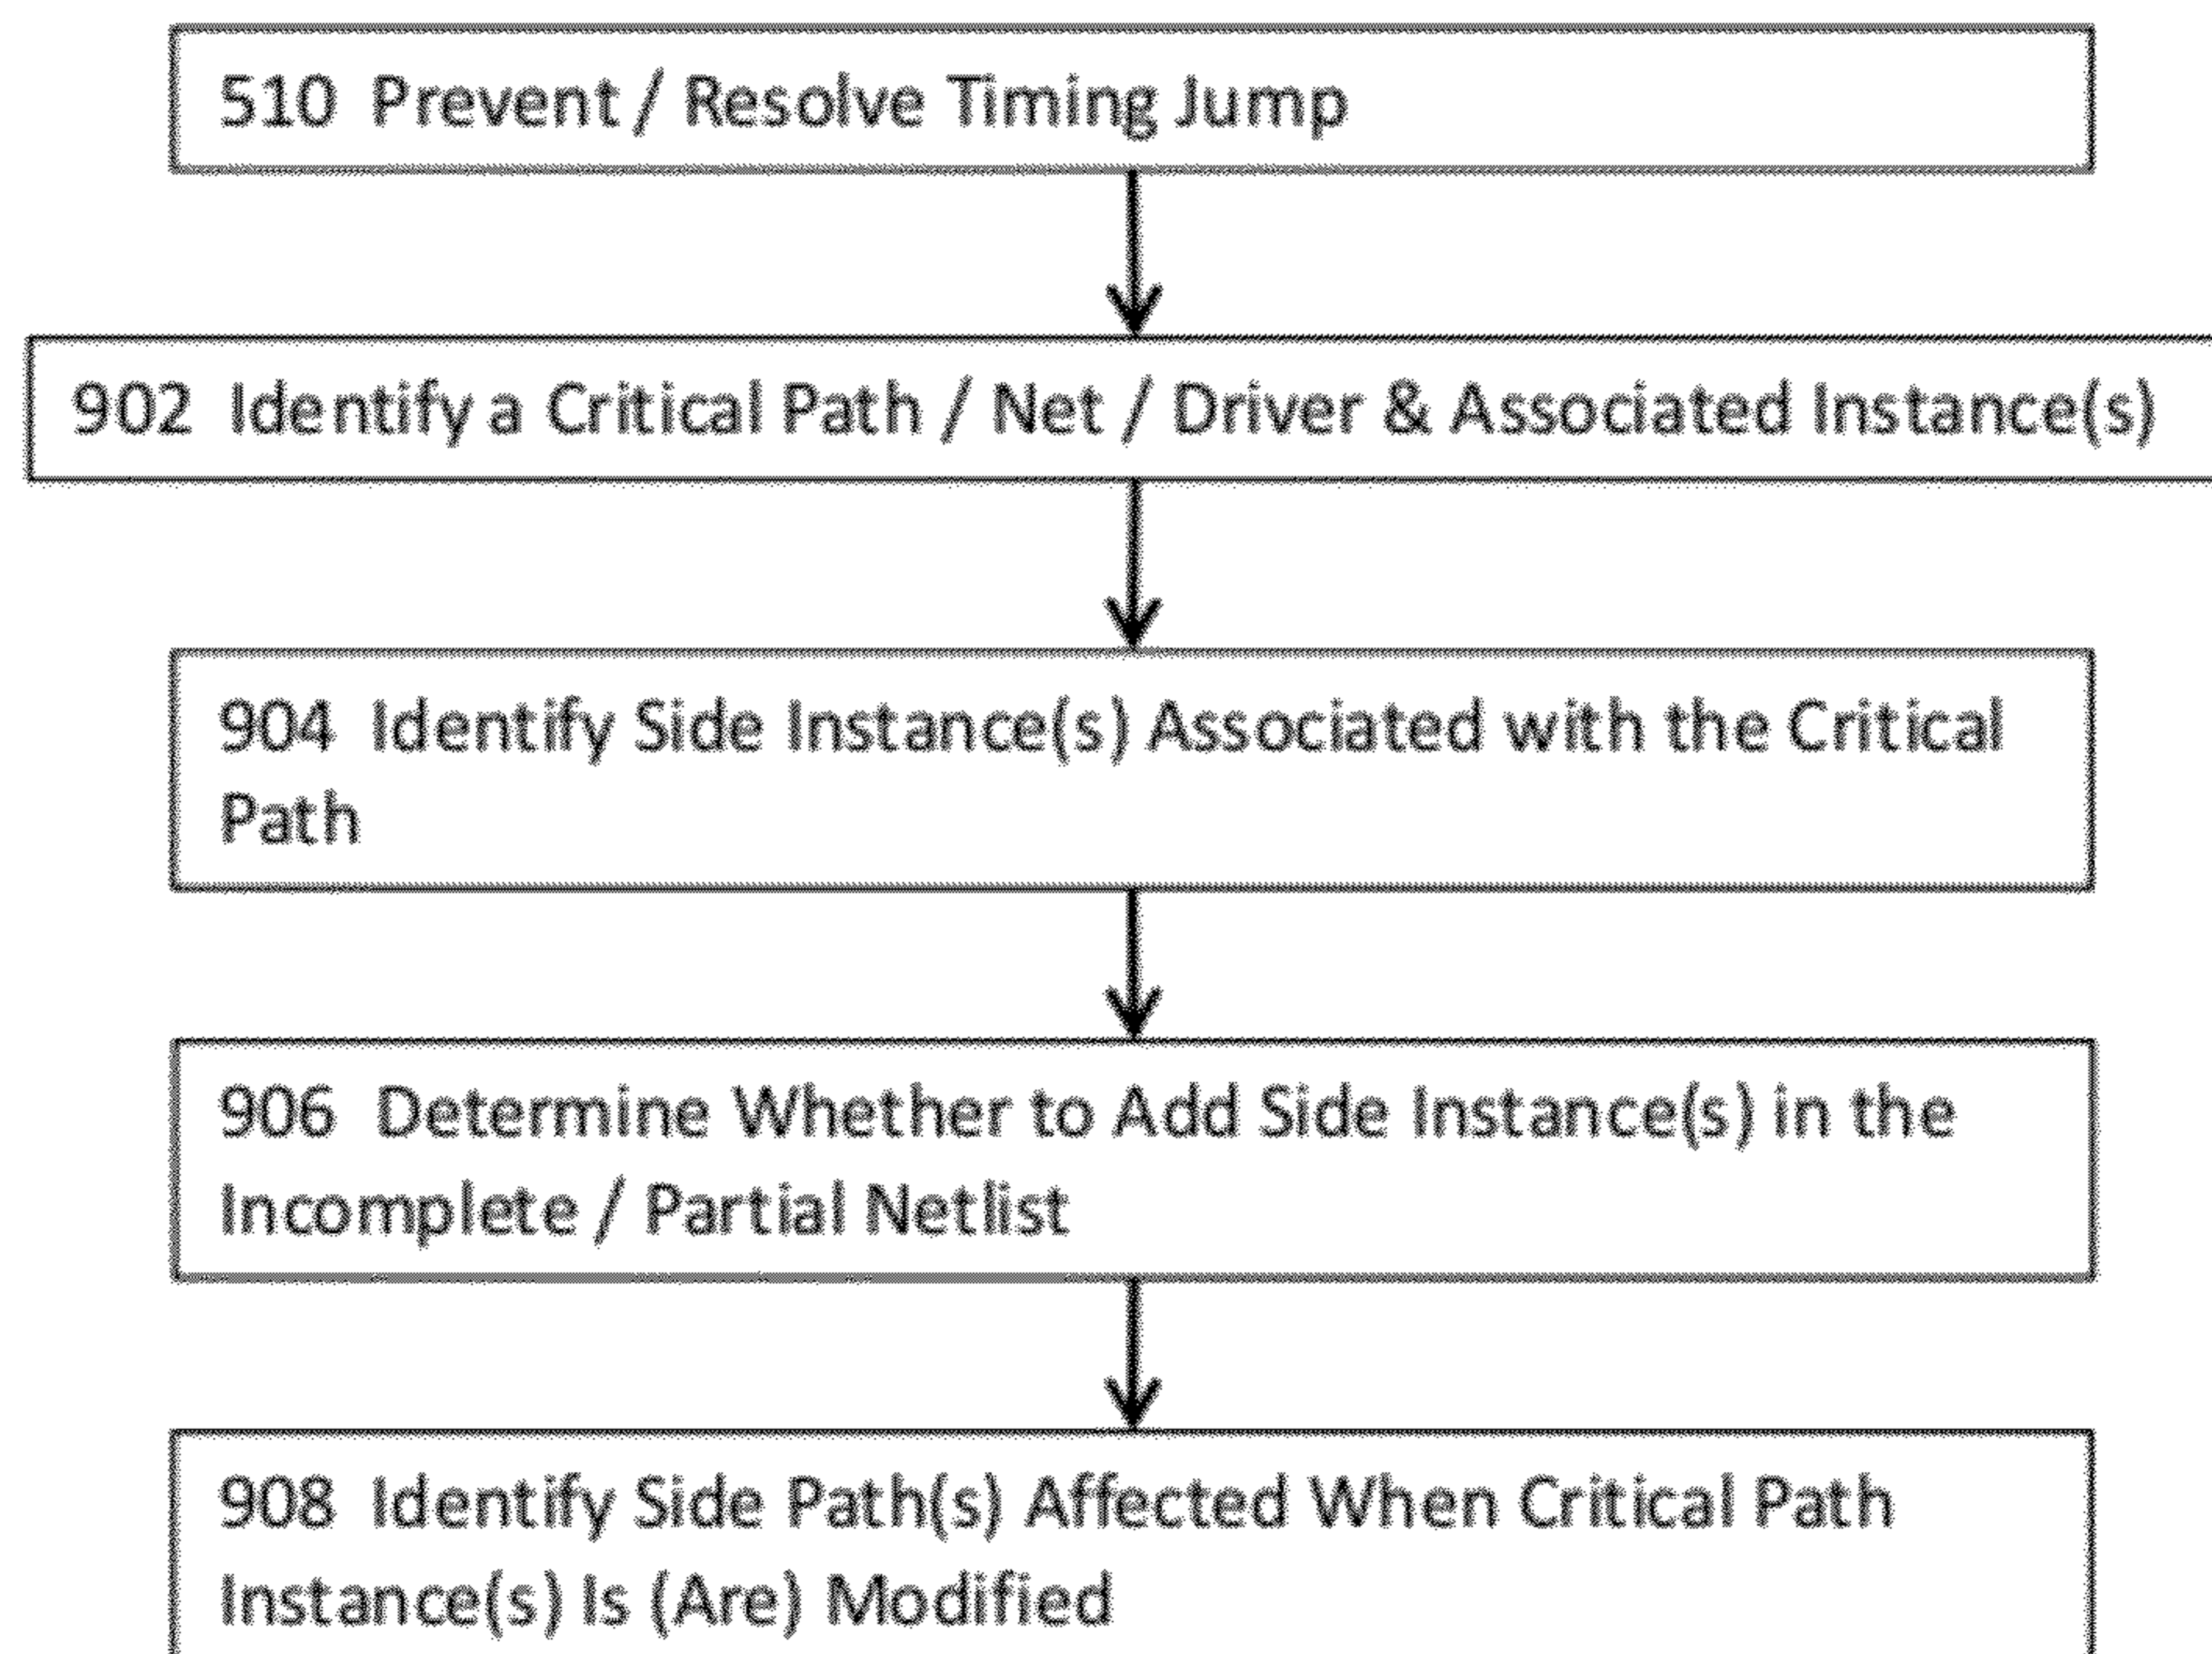 510 Prevent / Resolve Timing Jump
902 Identify a Critical Path / Net / Driver & Associated Instance(s)
904 Identify Side Instance(s) Associated with the Critical
Path
906 Determine Whether to Add Side Instance(s) in the
Incomplete / Partial Netlist
908 Identify Side Path(s) Affected When Critical Path
Instance(s) Is (Are) Modified